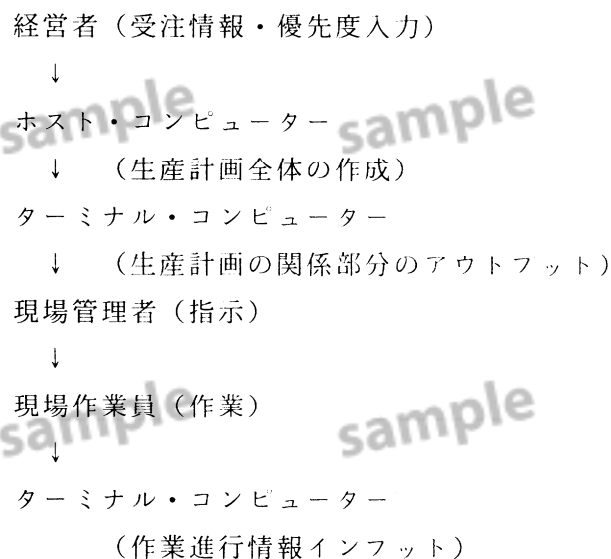 経営者（受注情報・優先度入力）
↓
ホスト・コンピューター
↓　（生産計画全体の作成）
ターミナル・コンピューター
↓　（生産計画の関係部分のアウトフット）
現場管理者（指示）
↓
現場作業員（作業）
↓
ターミナル・コンピューター
（作業進行情報インフット）
sample
sample
sample
sample